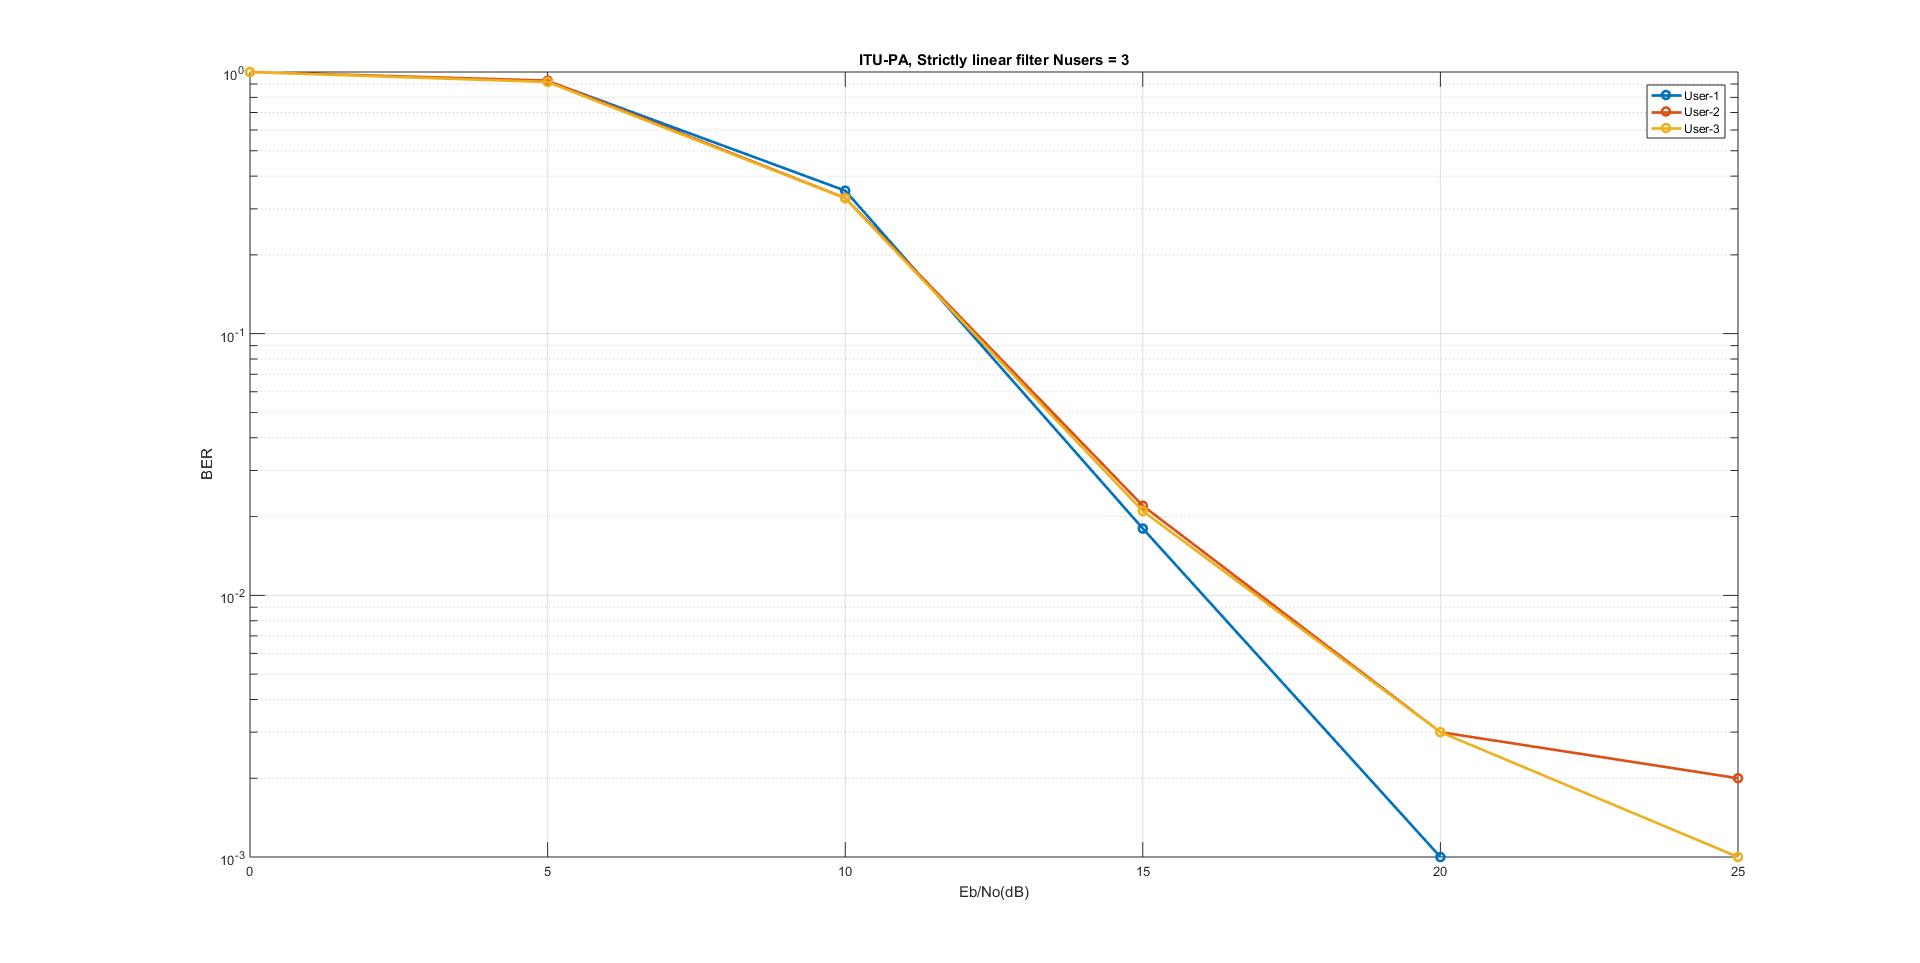 ITU-PA, Strictly linear filter Nusers = 3
10^0
User-1
User-2
User-3
10^-1
BER
10^-2
10^-3
0 5 10 15 20 25
Eb/No(dB)